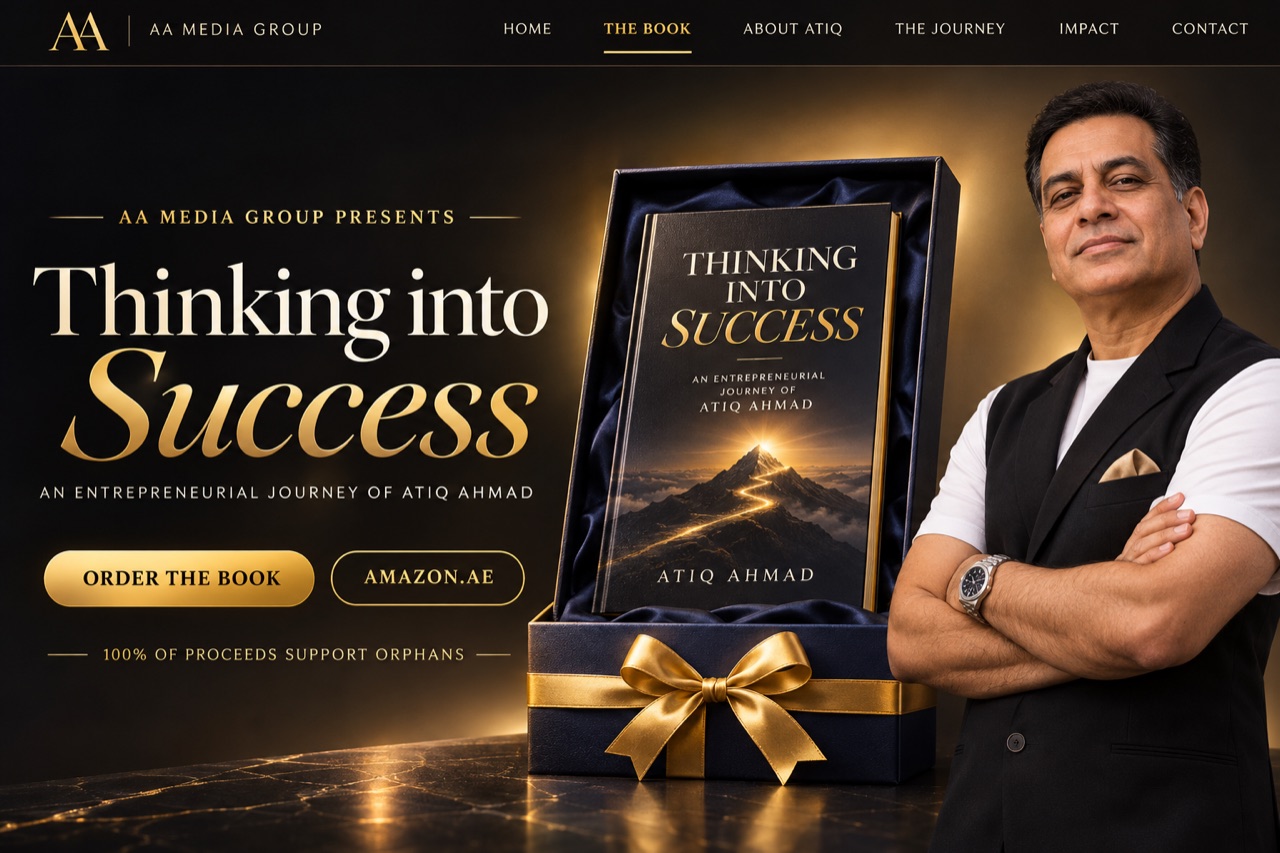 AA
AA MEDIA GROUP
HOME
THE BOOK
ABOUT ATIQ
THE JOURNEY
IMPACT
CONTACT
AA MEDIA GROUP PRESENTS
Thinking into
Success
AN ENTREPRENEURIAL JOURNEY OF ATIQ AHMAD
ORDER THE BOOK
AMAZON.AE
100% OF PROCEEDS SUPPORT ORPHANS
THINKING
INTO
SUCCESS
AN ENTREPRENEURIAL
JOURNEY OF
ATIQ AHMAD
ATIQ AHMAD